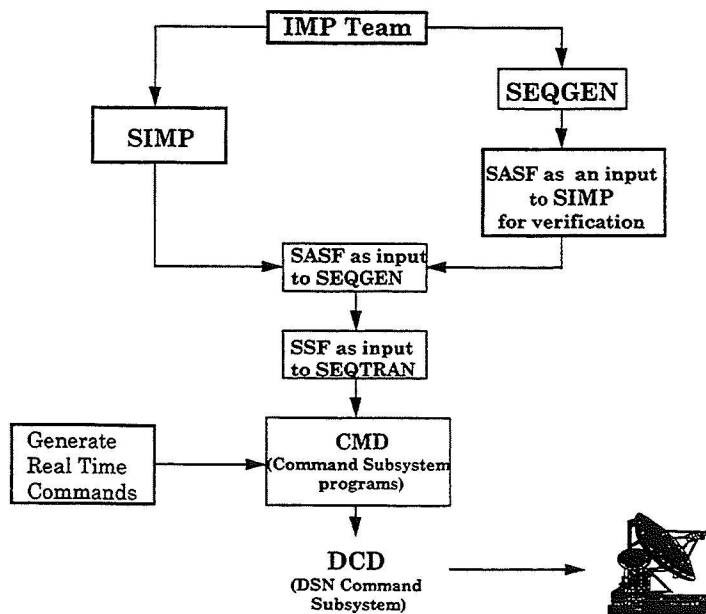 IMP Team
SIMP
SEQGEN
SASF as an input
to SIMP
for verification
SASF as input
to SEQGEN
SSF as input
to SEQTRAN
Generate
Real Time
Commands
CMD
(Command Subsystem
programs)
DCD
(DSN Command
Subsystem)